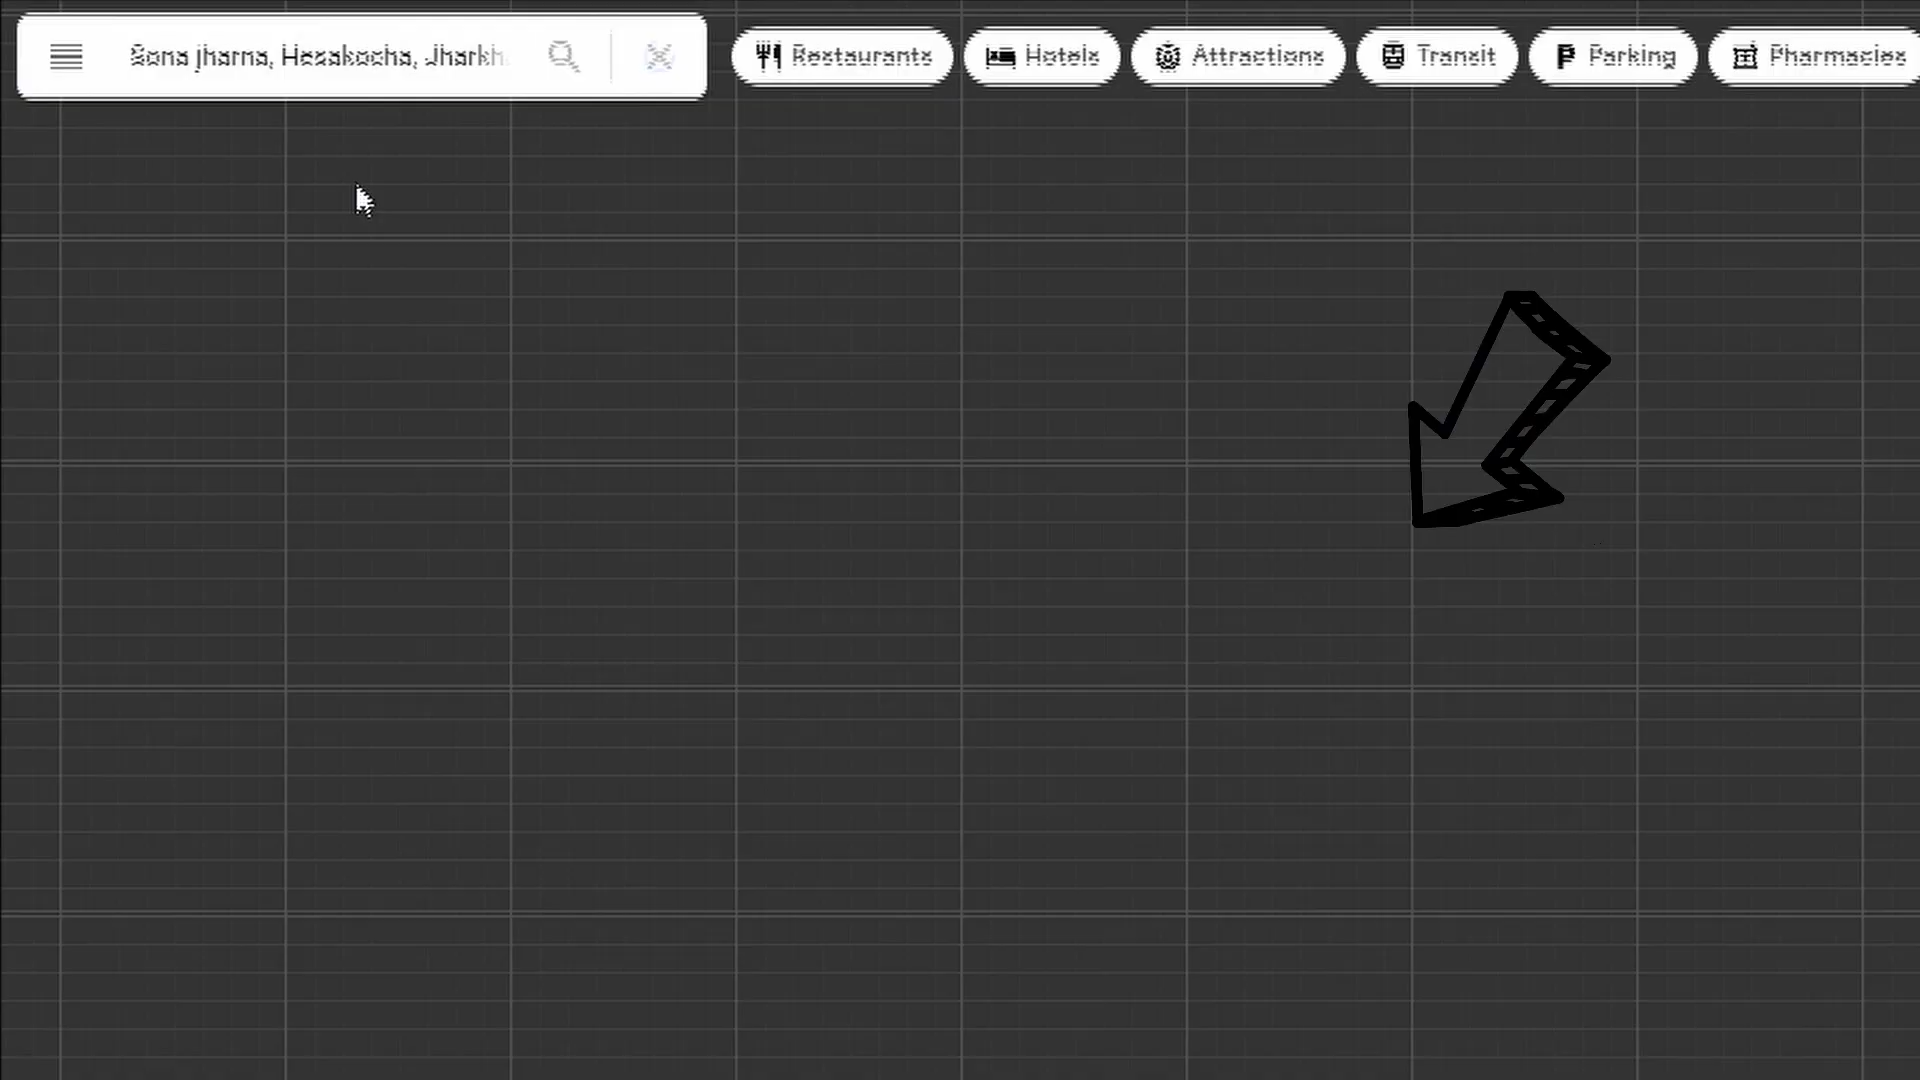 Sona jharna, Hesakocha, Jharkh
Restaurants
Hotels
Attractions
Transit
Parking
Pharmacies